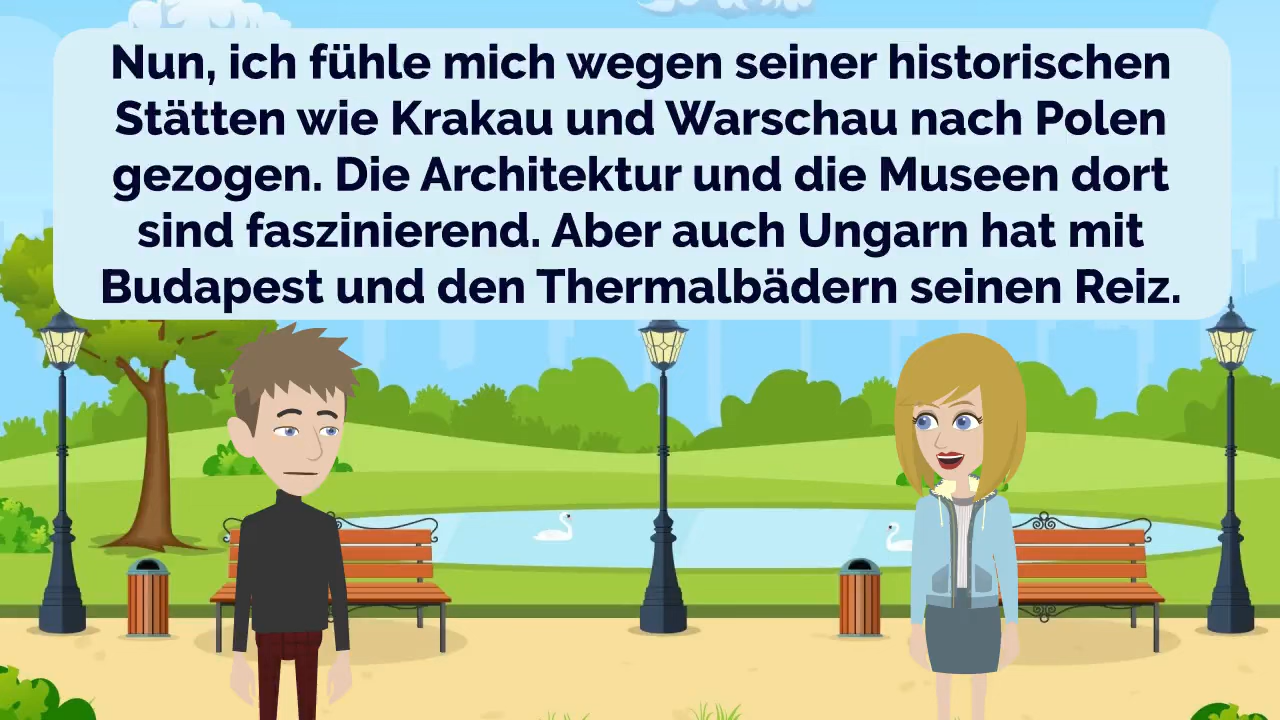 Nun, ich fühle mich wegen seiner historischen
Stätten wie Krakau und Warschau nach Polen
gezogen. Die Architektur und die Museen dort
sind faszinierend. Aber auch Ungarn hat mit
Budapest und den Thermalbädern seinen Reiz.